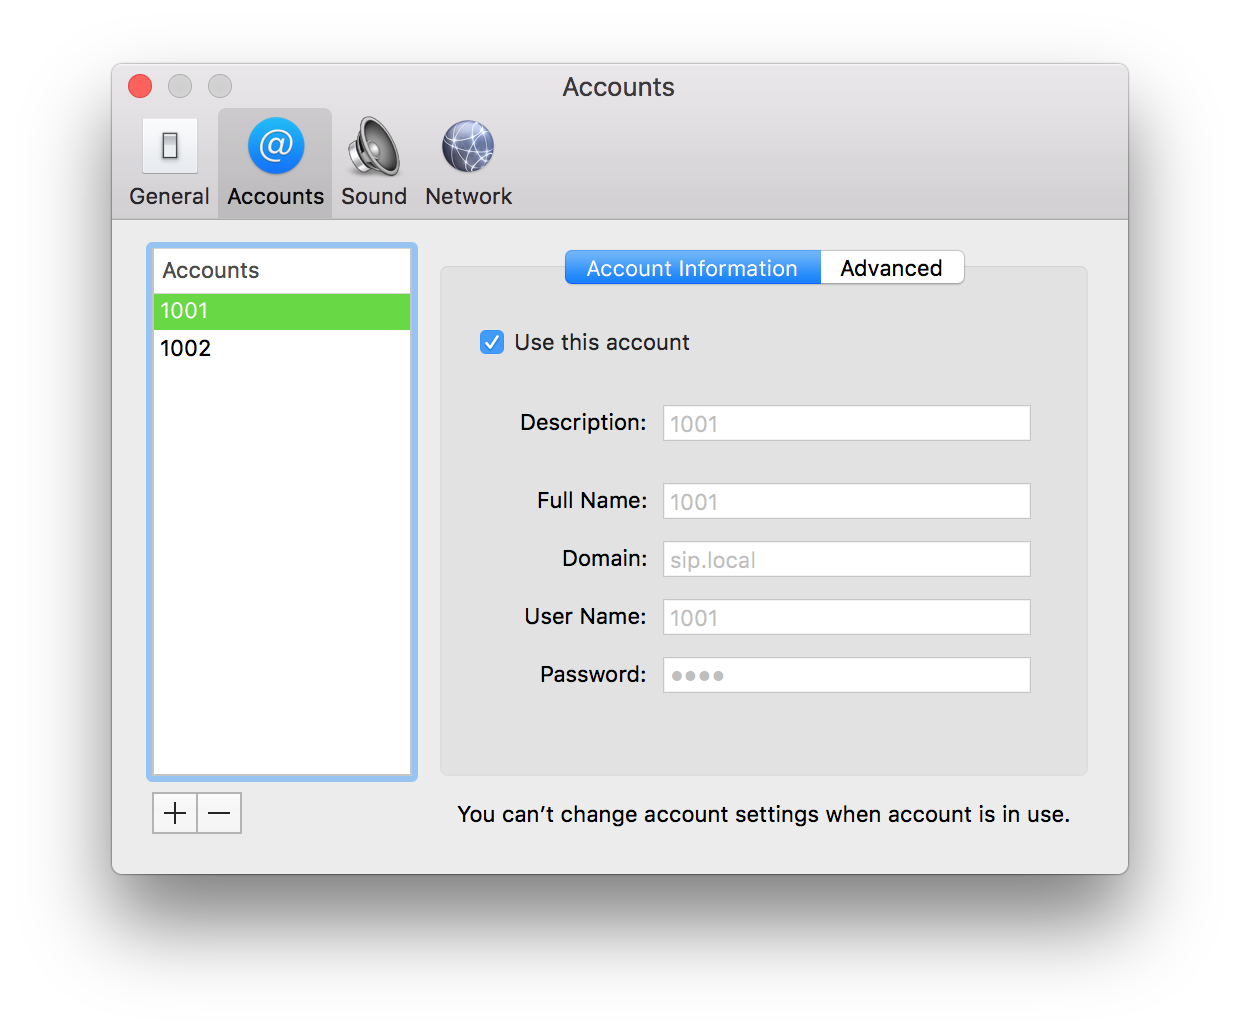 Accounts
General
Accounts
Sound
Network
Accounts
1001
1002
Account Information
Advanced
Use this account
Description: 1001
Full Name: 1001
Domain: sip.local
User Name: 1001
Password: ••••
You can’t change account settings when account is in use.